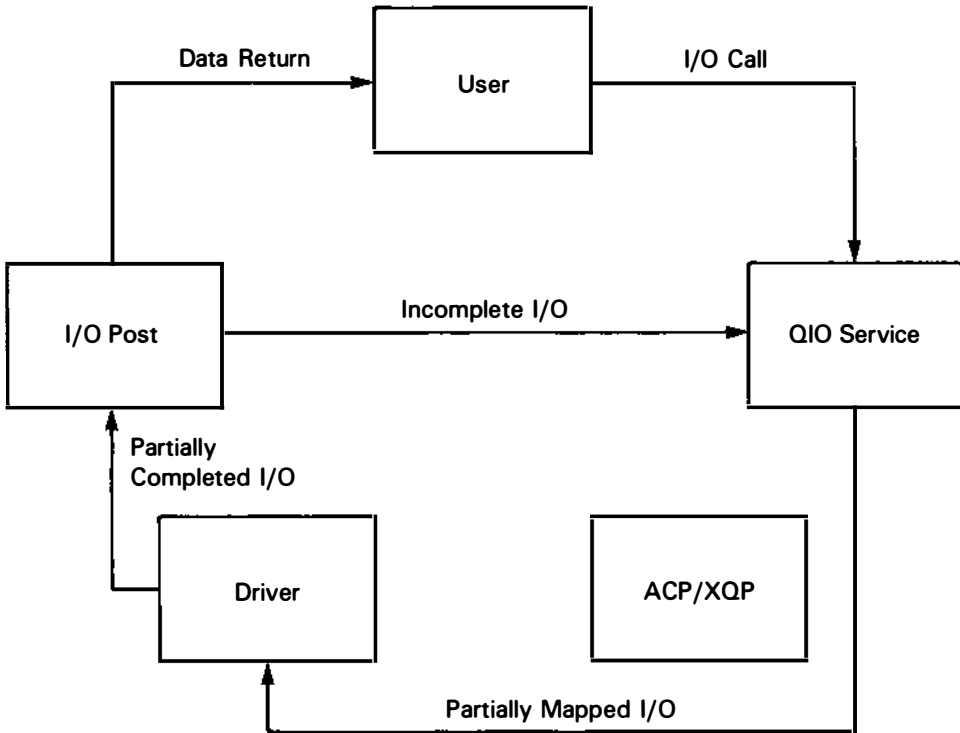 Data Return
User
I/O Call
I/O Post
Incomplete I/O
QIO Service
Partially
Completed I/O
Driver
ACP/XQP
Partially Mapped I/O